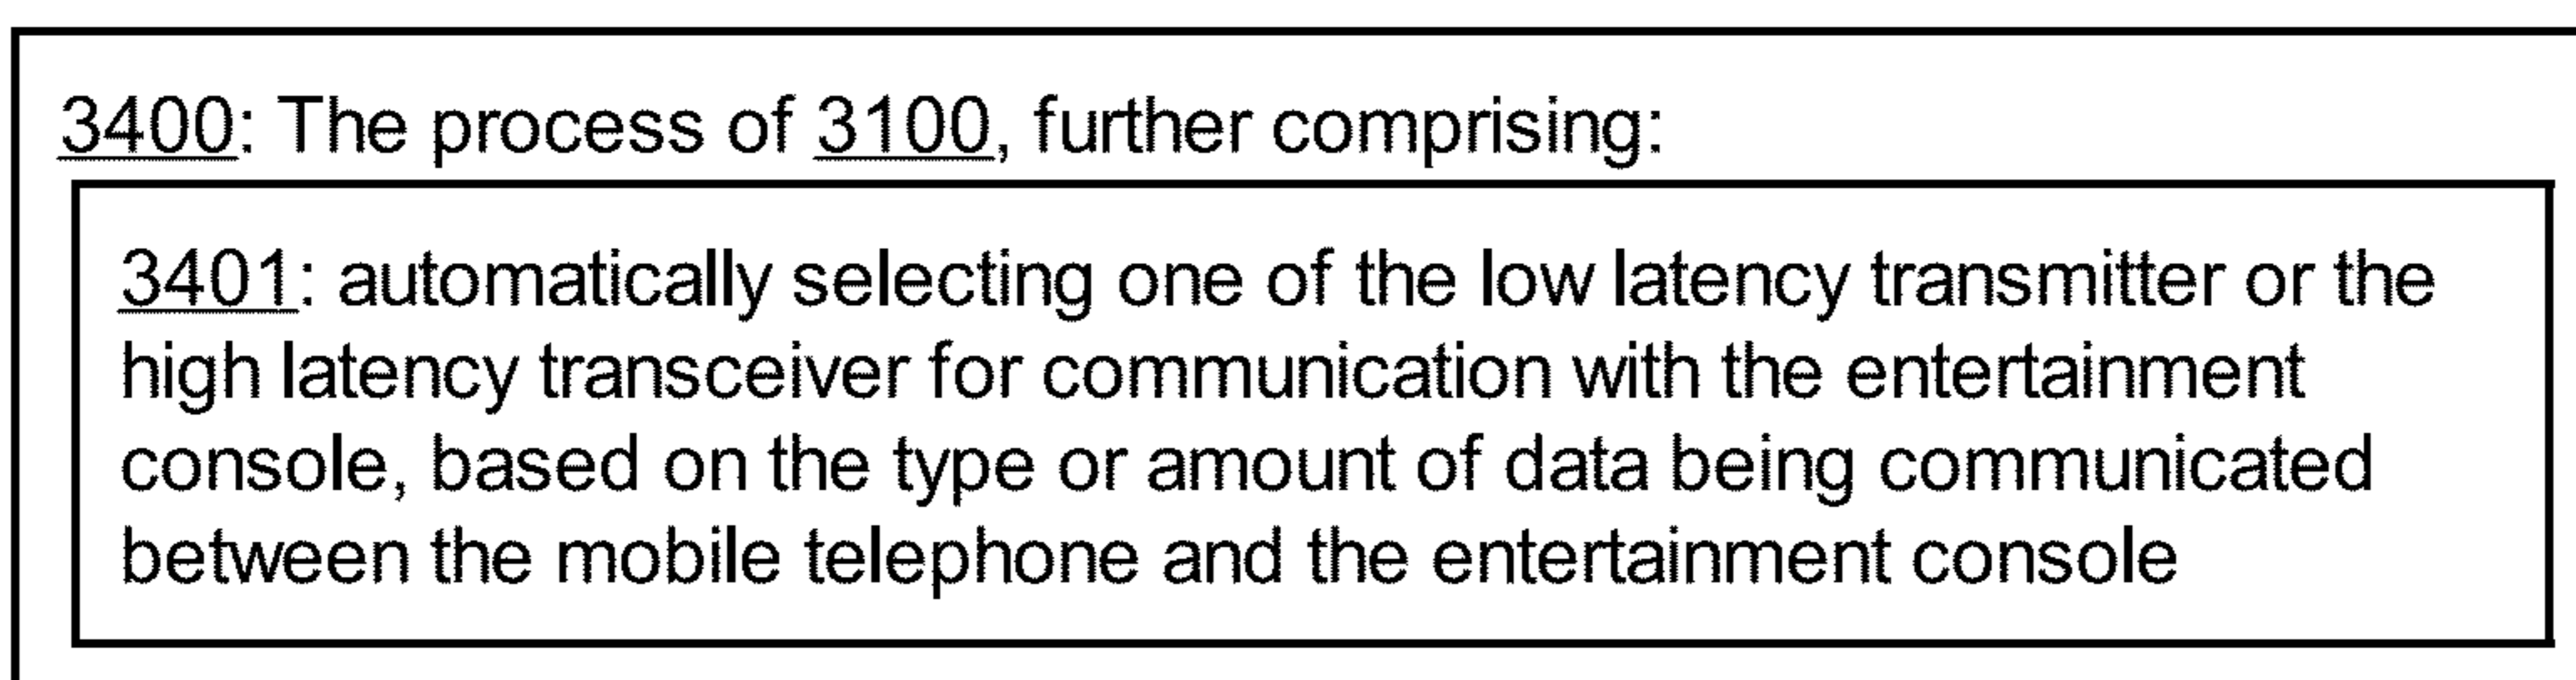 3400: The process of 3100, further comprising:
3401: automatically selecting one of the low latency transmitter or the
high latency transceiver for communication with the entertainment
console, based on the type or amount of data being communicated
between the mobile telephone and the entertainment console